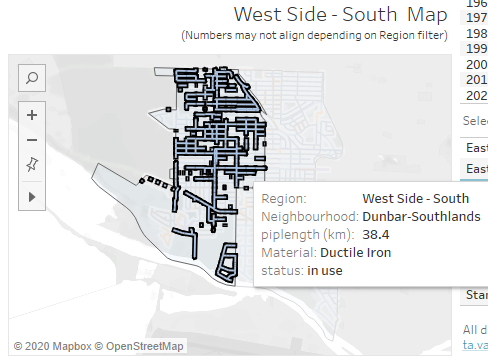 West Side - South Map
(Numbers may not align depending on Region filter)
197
198
199
200
201
202
Selec
East
East
Region: West Side - South
Neighbourhood: Dunbar-Southlands
piplength (km): 38.4
Material: Ductile Iron
status: in use
Star
All d
ta.va
© 2020 Mapbox © OpenStreetMap